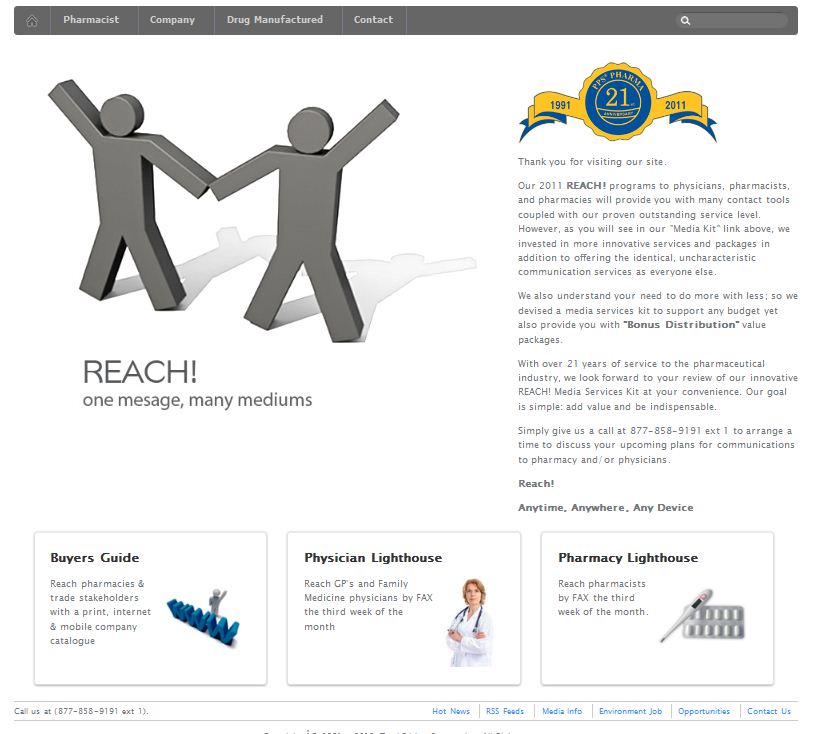 Pharmacist Company Drug Manufactured Contact
PPS® PHARMA
1991 21 2011
ANNIVERSARY
Thank you for visiting our site.
Our 2011 REACH! programs to physicians, pharmacists,
and pharmacies will provide you with many contact tools
coupled with our proven outstanding service level.
However, as you will see in our "Media Kit" link above, we
invested in more innovative services and packages in
addition to offering the identical, uncharacteristic
communication services as everyone else.
We also understand your need to do more with less; so we
devised a media services kit to support any budget yet
also provide you with "Bonus Distribution" value
packages.
With over 21 years of service to the pharmaceutical
industry, we look forward to your review of our innovative
REACH! Media Services Kit at your convenience. Our goal
is simple: add value and be indispensable.
Simply give us a call at 877-858-9191 ext 1 to arrange a
time to discuss your upcoming plans for communications
to pharmacy and/or physicians.
Reach!
Anytime, Anywhere, Any Device
REACH!
one mesage, many mediums
Buyers Guide
Reach pharmacies &
trade stakeholders
with a print, internet
& mobile company
catalogue
WWW
Physician Lighthouse
Reach GP's and Family
Medicine physicians by FAX
the third week of the
month
Pharmacy Lighthouse
Reach pharmacists
by FAX the third
week of the month.
Call us at (877-858-9191 ext 1).
Hot News RSS Feeds Media Info Environment Job Opportunities Contact Us